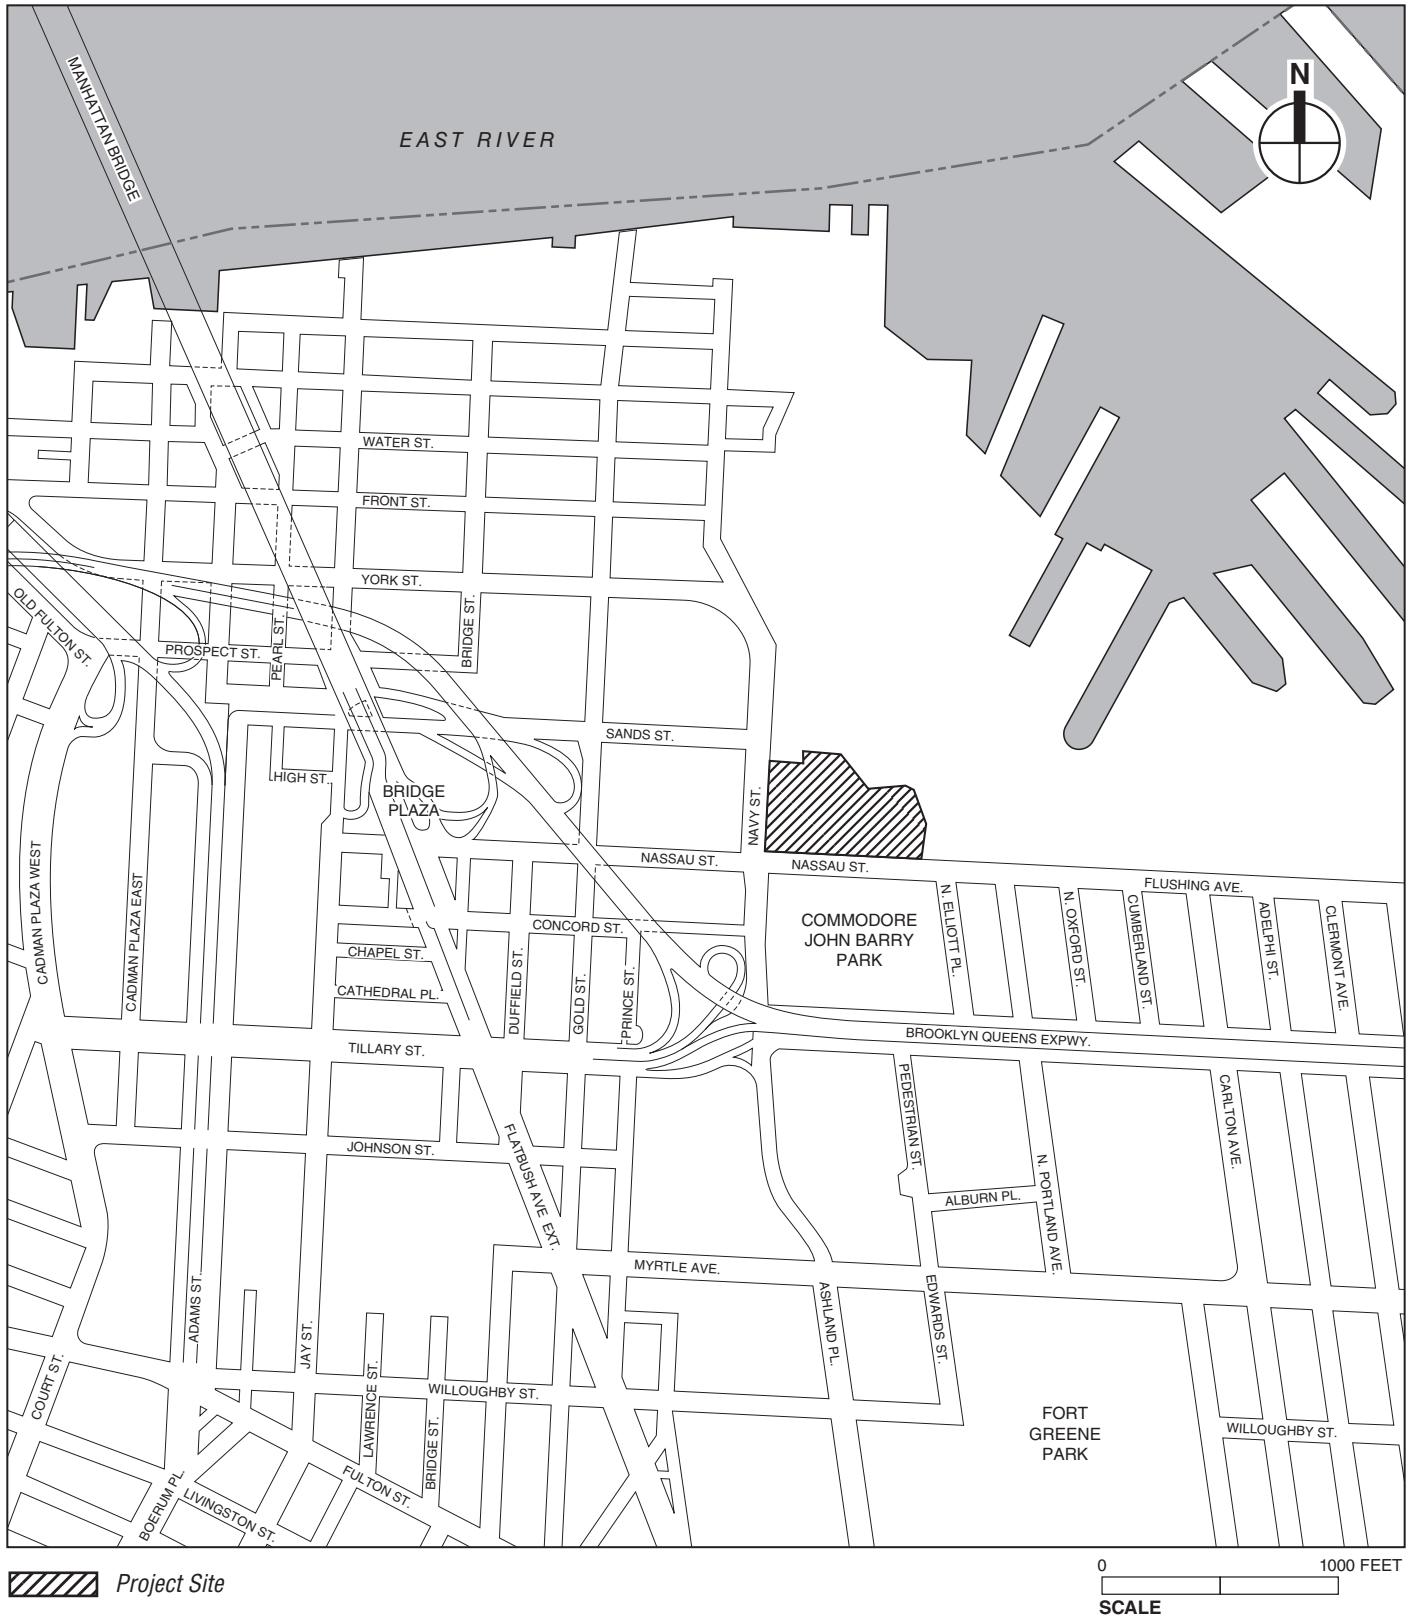 N
MANHATTAN BRIDGE
EAST RIVER
WATER ST.
FRONT ST.
YORK ST.
OLD FULTON ST.
PROSPECT ST.
PEARL ST.
BRIDGE ST.
SANDS ST.
HIGH ST.
BRIDGE
PLAZA
NAVY ST.
NASSAU ST.
NASSAU ST.
FLUSHING AVE.
CADMAN PLAZA WEST
CADMAN PLAZA EAST
COMMODORE
JOHN BARRY
PARK
N. ELLIOTT PL.
N. OXFORD ST.
CUMBERLAND ST.
ADELPHI ST.
CLERMONT AVE.
CONCORD ST.
CHAPEL ST.
CATHEDRAL PL.
DUFFIELD ST.
GOLD ST.
PRINCE ST.
TILLARY ST.
BROOKLYN QUEENS EXPWY.
PEDESTRIAN ST.
CARLTON AVE.
JOHNSON ST.
FLATBUSH AVE. EXT.
N. PORTLAND AVE.
ALBURN PL.
MYRTLE AVE.
ADAMS ST.
JAY ST.
ASHLAND PL.
EDWARDS ST.
COURT ST.
LAWRENCE ST.
WILLOUGHBY ST.
BRIDGE ST.
FORT
GREENE
PARK
WILLOUGHBY ST.
FULTON ST.
BOERUM PL.
LIVINGSTON ST.
Project Site
0 1000 FEET
SCALE